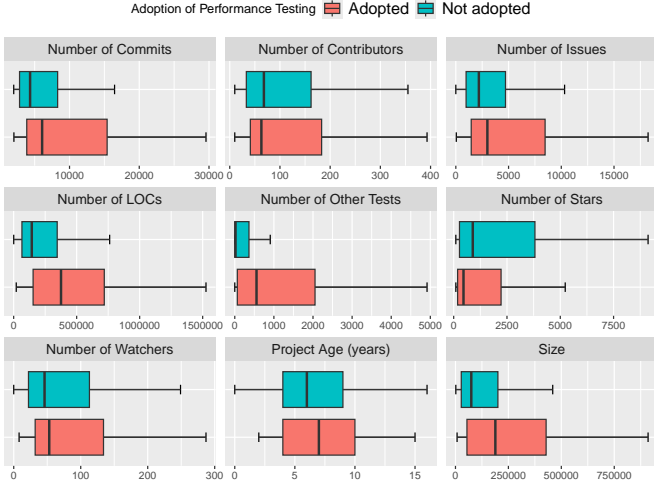 Adoption of Performance Testing Adopted Not adopted
Number of Commits Number of Contributors Number of Issues
10000 20000 30000 0 100 200 300 400 0 5000 10000 15000
Number of LOCs Number of Other Tests Number of Stars
0 500000 1000000 1500000 0 1000 2000 3000 4000 5000 0 2500 5000 7500
Number of Watchers Project Age (years) Size
0 100 200 300 0 5 10 15 0 250000 500000 750000